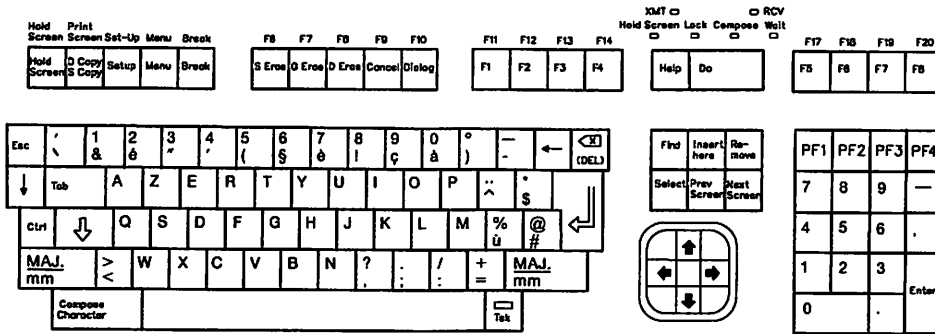 XMT RCV
Hold Print
Screen Screen Set-Up Menu Break F6 F7 F8 F9 F10 F11 F12 F13 F14 Hold Screen Lock Compose Wait F17 F18 F19 F20
Hold D Copy
Screen S Copy Setup Menu Break S Erae G Erae D Erae Cancel Dialog F1 F2 F3 F4 Help Do F5 F6 F7 F8
Esc ' \ 1 & 2 é 3 " 4 ' 5 ( 6 § 7 è 8 ! 9 ç 0 à ° ) — - ← (DEL)
↓ Tab A Z E R T Y U I O P ¨ ^ * $
Ctrl Q S D F G H J K L M % ù @ #
MAJ. > W X C V B N ? . / + MAJ.
mm < , ; : = mm
Compose
Character
Tsk
Find Insert Re-
here move
Select Prev Next
Screen Screen
PF1 PF2 PF3 PF4
7 8 9 —
4 5 6 ,
1 2 3
Enter
0 .